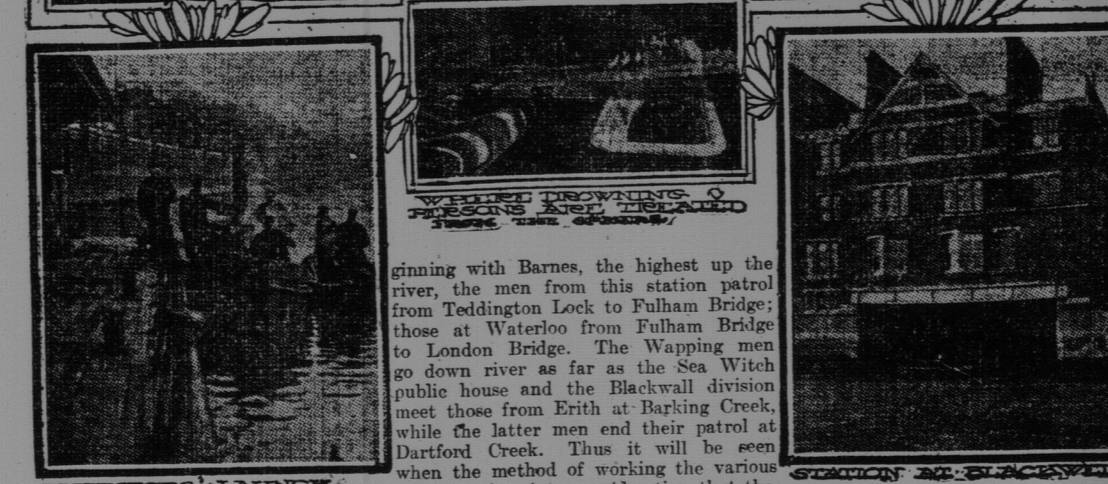 WHERE DROWNING
PERSONS ARE TREATED
ginning with Barnes, the highest up the
river, the men from this station patrol
from Teddington Lock to Fulham Bridge;
those at Waterloo from Fulham Bridge
to London Bridge. The Wapping men
go down river as far as the Sea Witch
public house and the Blackwall division
meet those from Erith at Barking Creek,
while the latter men end their patrol at
Dartford Creek. Thus it will be seen
when the method of working the various
STATION AT BLACKWEL